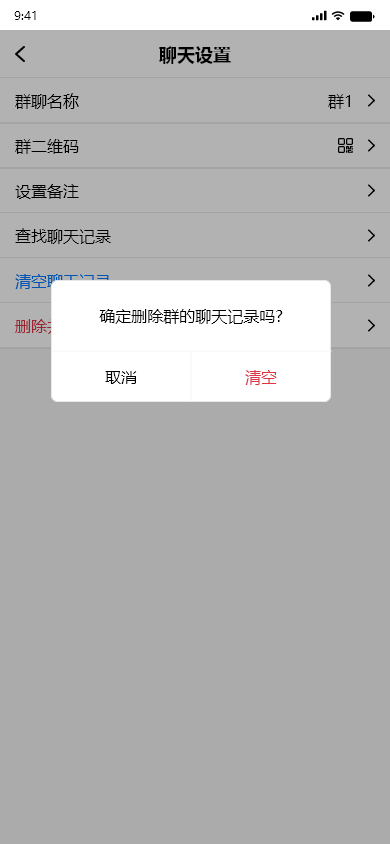 9:41
聊天设置
群聊名称 群1
群二维码
设置备注
查找聊天记录
清空聊天记录
删除
确定删除群的聊天记录吗?
取消 清空